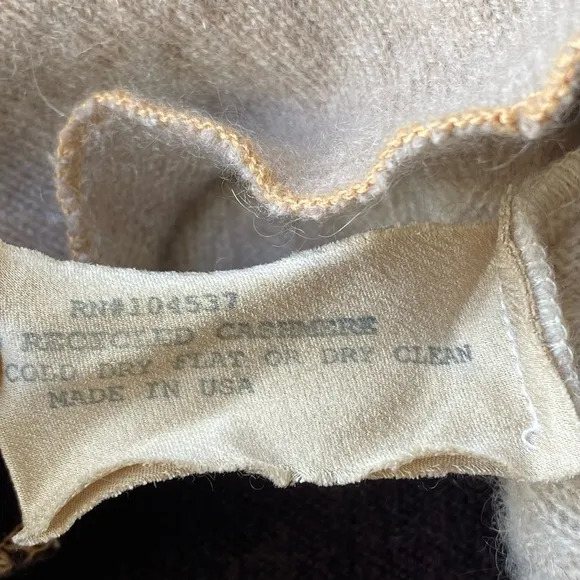 RN#104537
RECYCLED CASHMERE
COLD DRY FLAT OR DRY CLEAN
MADE IN USA